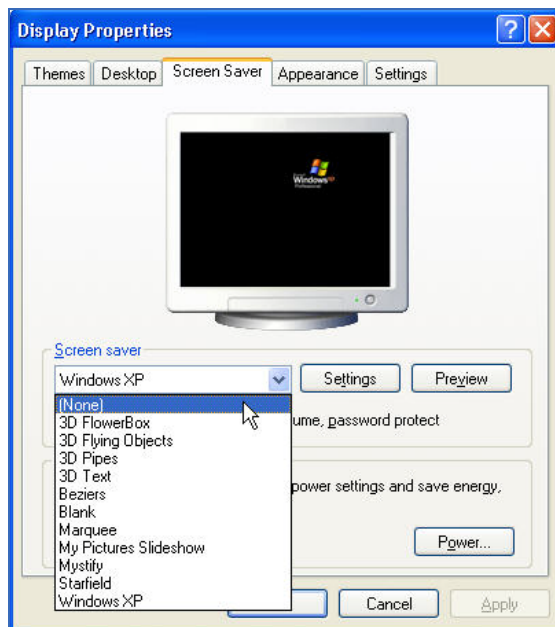 Display Properties
Themes Desktop Screen Saver Appearance Settings
Windows xp
Professional
Screen saver
Windows XP Settings Preview
(None)
3D FlowerBox ume, password protect
3D Flying Objects
3D Pipes
3D Text
Beziers power settings and save energy,
Blank
Marquee
My Pictures Slideshow Power...
Mystify
Starfield
Windows XP Cancel Apply